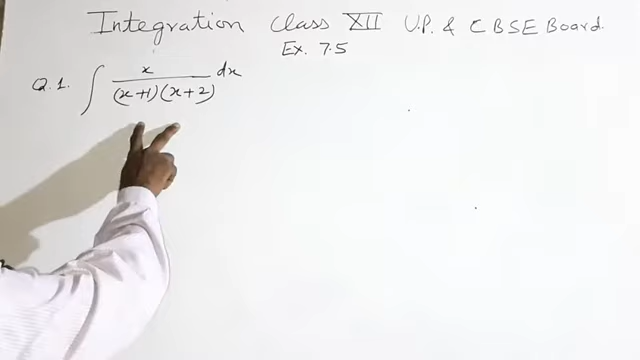 Integration Class XII U.P. & CBSE Board.
Ex. 7.5
Q.1. ∫ x/((x+1)(x+2)) dx